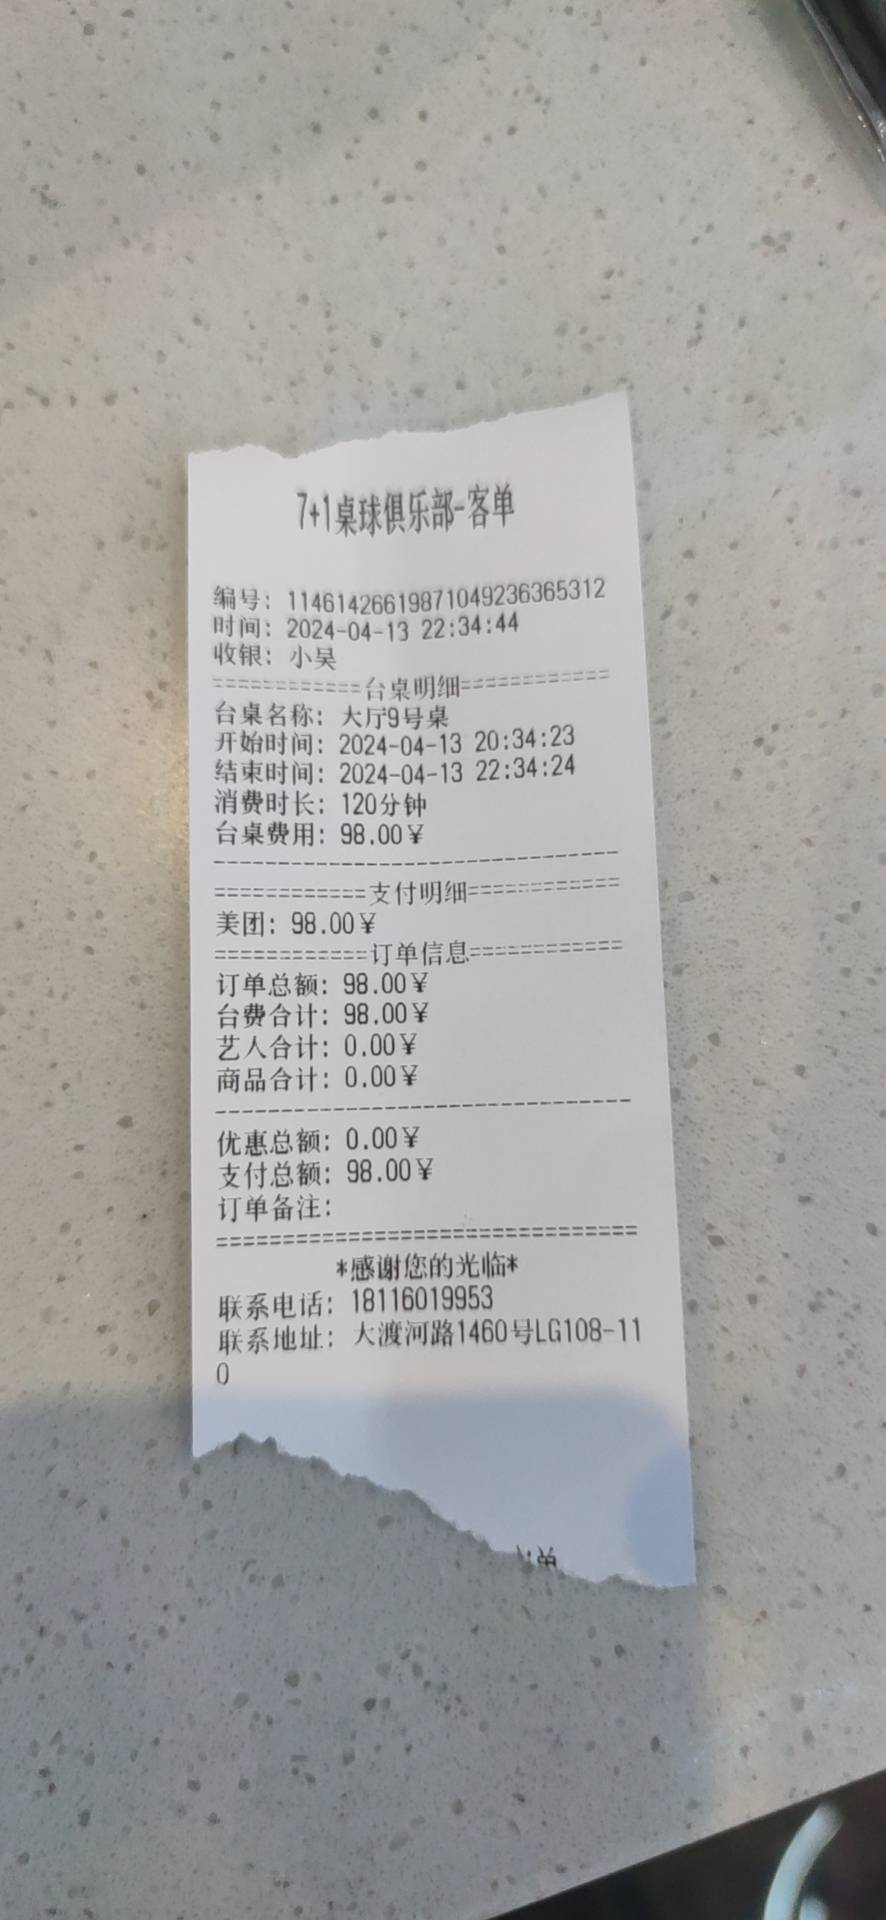 7+1桌球俱乐部-客单
编号: 11461426619871049236365312
时间: 2024-04-13 22:34:44
收银: 小昊
============台桌明细============
台桌名称: 大厅9号桌
开始时间: 2024-04-13 20:34:23
结束时间: 2024-04-13 22:34:24
消费时长: 120分钟
台桌费用: 98.00￥
--------------------------------
============支付明细============
美团: 98.00￥
============订单信息============
订单总额: 98.00￥
台费合计: 98.00￥
艺人合计: 0.00￥
商品合计: 0.00￥
--------------------------------
优惠总额: 0.00￥
支付总额: 98.00￥
订单备注:
================================
*感谢您的光临*
联系电话: 18116019953
联系地址: 大渡河路1460号LG108-11
0
单